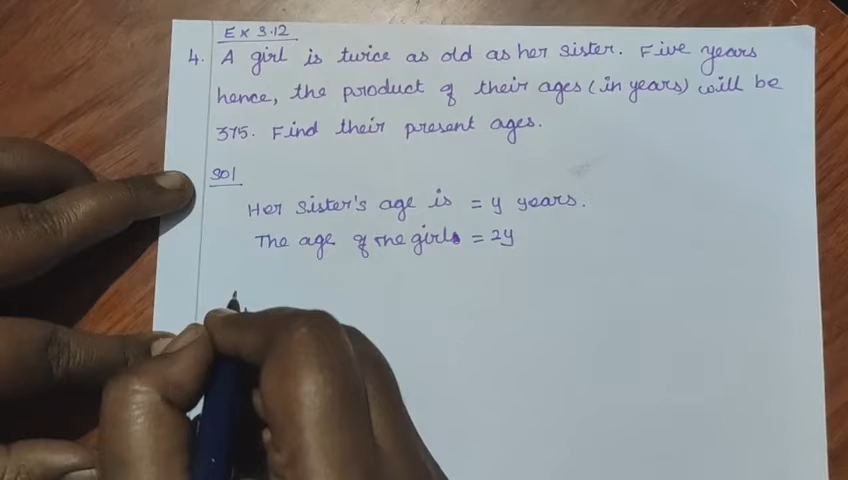 Ex 3.12
4. A girl is twice as old as her sister. Five years
hence, the product of their ages (in years) will be
375. Find their present ages.
Sol
Her sister's age is = y years.
The age of the girl = 2y